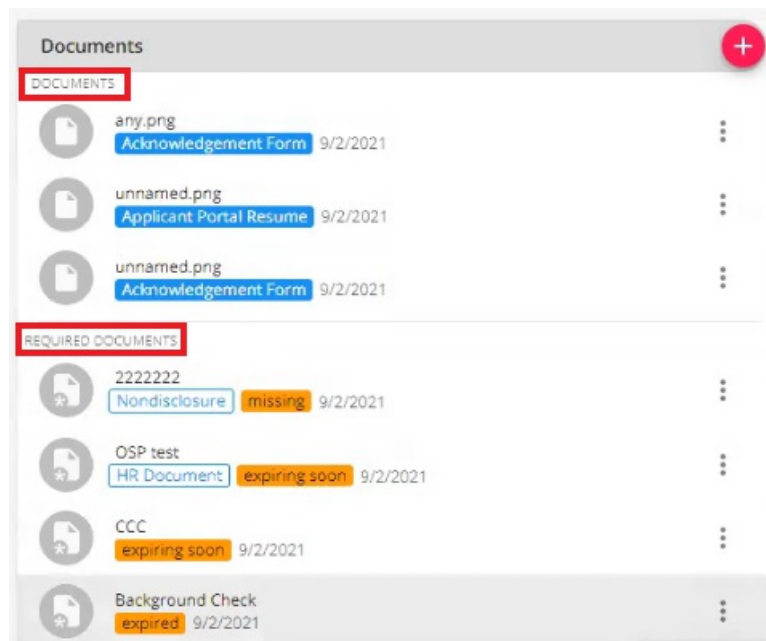 Documents
DOCUMENTS
any.png
Acknowledgement Form 9/2/2021
unnamed.png
Applicant Portal Resume 9/2/2021
unnamed.png
Acknowledgement Form 9/2/2021
REQUIRED DOCUMENTS
2222222
Nondisclosure missing 9/2/2021
OSP test
HR Document expiring soon 9/2/2021
CCC
expiring soon 9/2/2021
Background Check
expired 9/2/2021